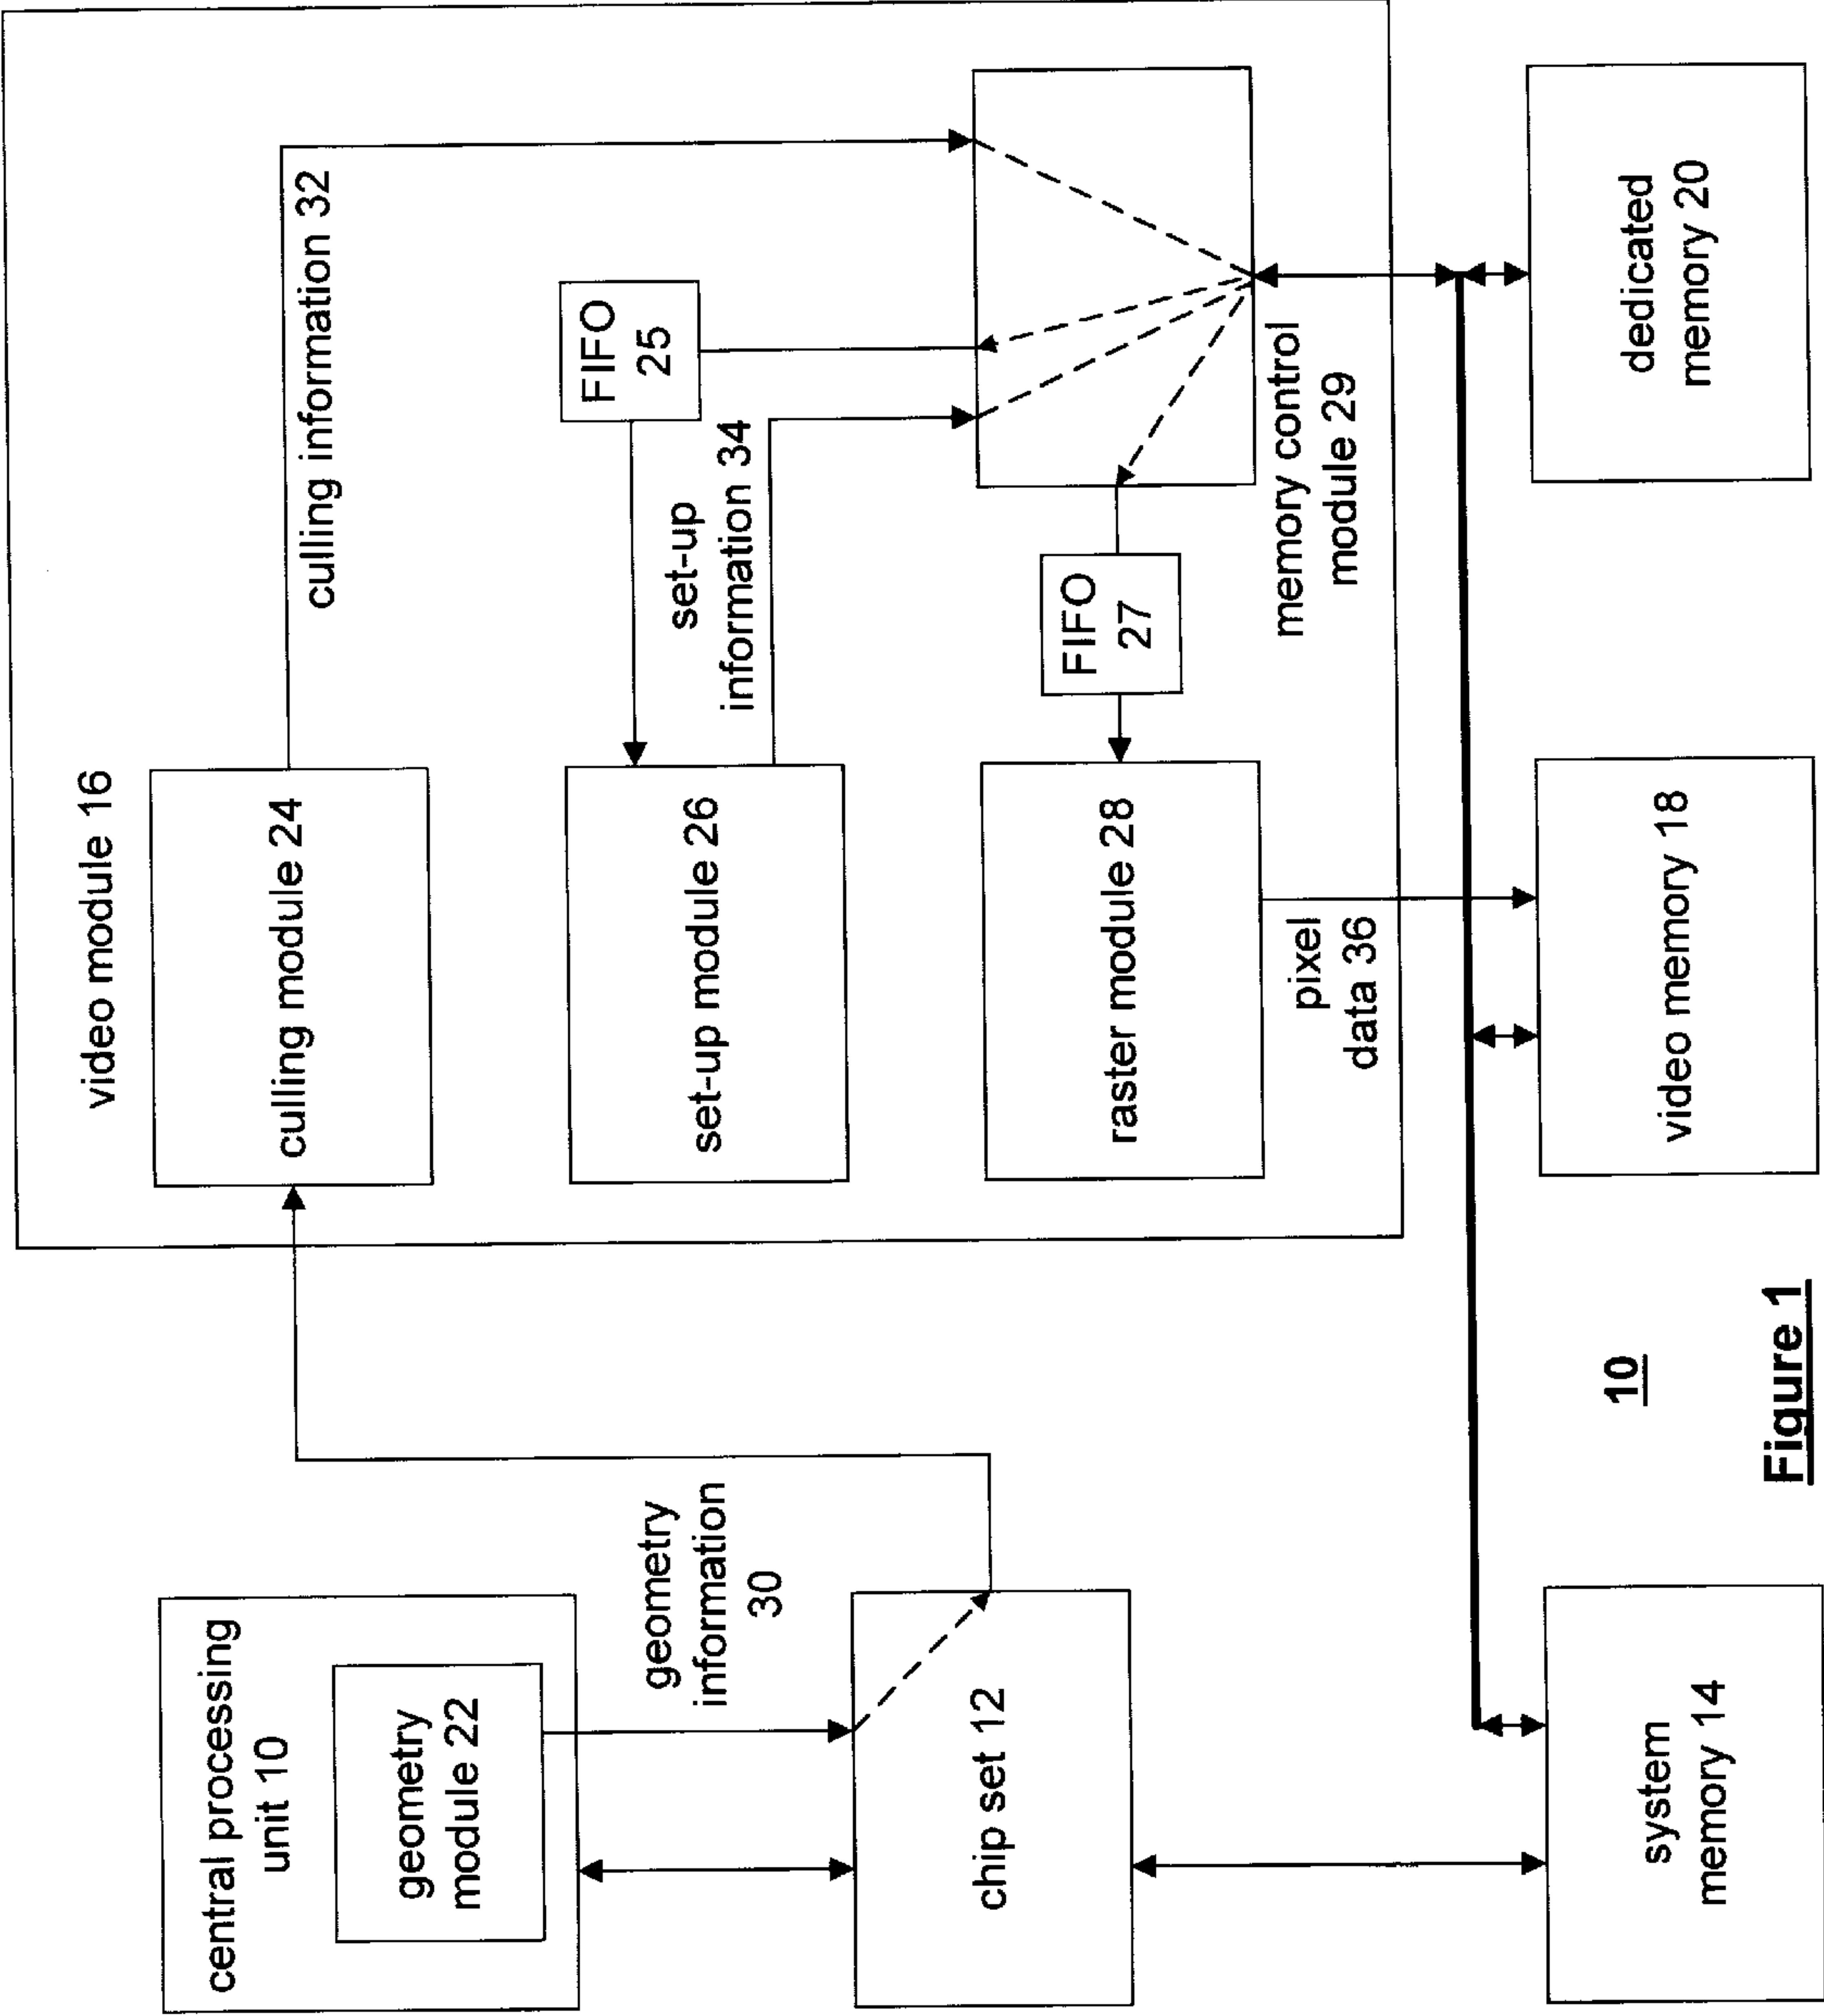 central processing
unit 10
geometry
module 22
geometry
information
30
chip set 12
system
memory 14
video module 16
culling module 24
culling information 32
FIFO
25
set-up
information 34
set-up module 26
FIFO
27
raster module 28
memory control
module 29
pixel
data 36
video memory 18
dedicated
memory 20
10
Figure 1